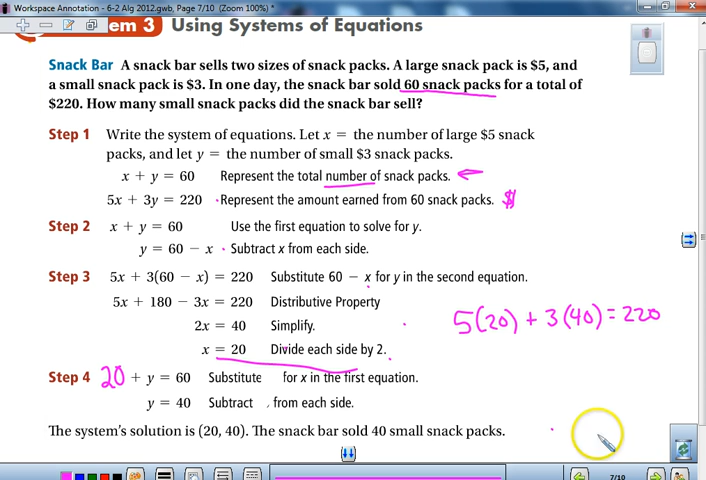 Workspace Annotation - 6-2 Alg 2012.gwb, Page 7/10 (Zoom 100%) *
em 3 Using Systems of Equations
Snack Bar A snack bar sells two sizes of snack packs. A large snack pack is $5, and
a small snack pack is $3. In one day, the snack bar sold 60 snack packs for a total of
$220. How many small snack packs did the snack bar sell?
Step 1 Write the system of equations. Let x = the number of large $5 snack
packs, and let y = the number of small $3 snack packs.
x + y = 60 Represent the total number of snack packs.
5x + 3y = 220 Represent the amount earned from 60 snack packs. $
Step 2 x + y = 60 Use the first equation to solve for y.
y = 60 − x Subtract x from each side.
Step 3 5x + 3(60 − x) = 220 Substitute 60 − x for y in the second equation.
5x + 180 − 3x = 220 Distributive Property
2x = 40 Simplify.
5(20) + 3(40) = 220
x = 20 Divide each side by 2.
Step 4 20 + y = 60 Substitute for x in the first equation.
y = 40 Subtract from each side.
The system's solution is (20, 40). The snack bar sold 40 small snack packs.
7/10